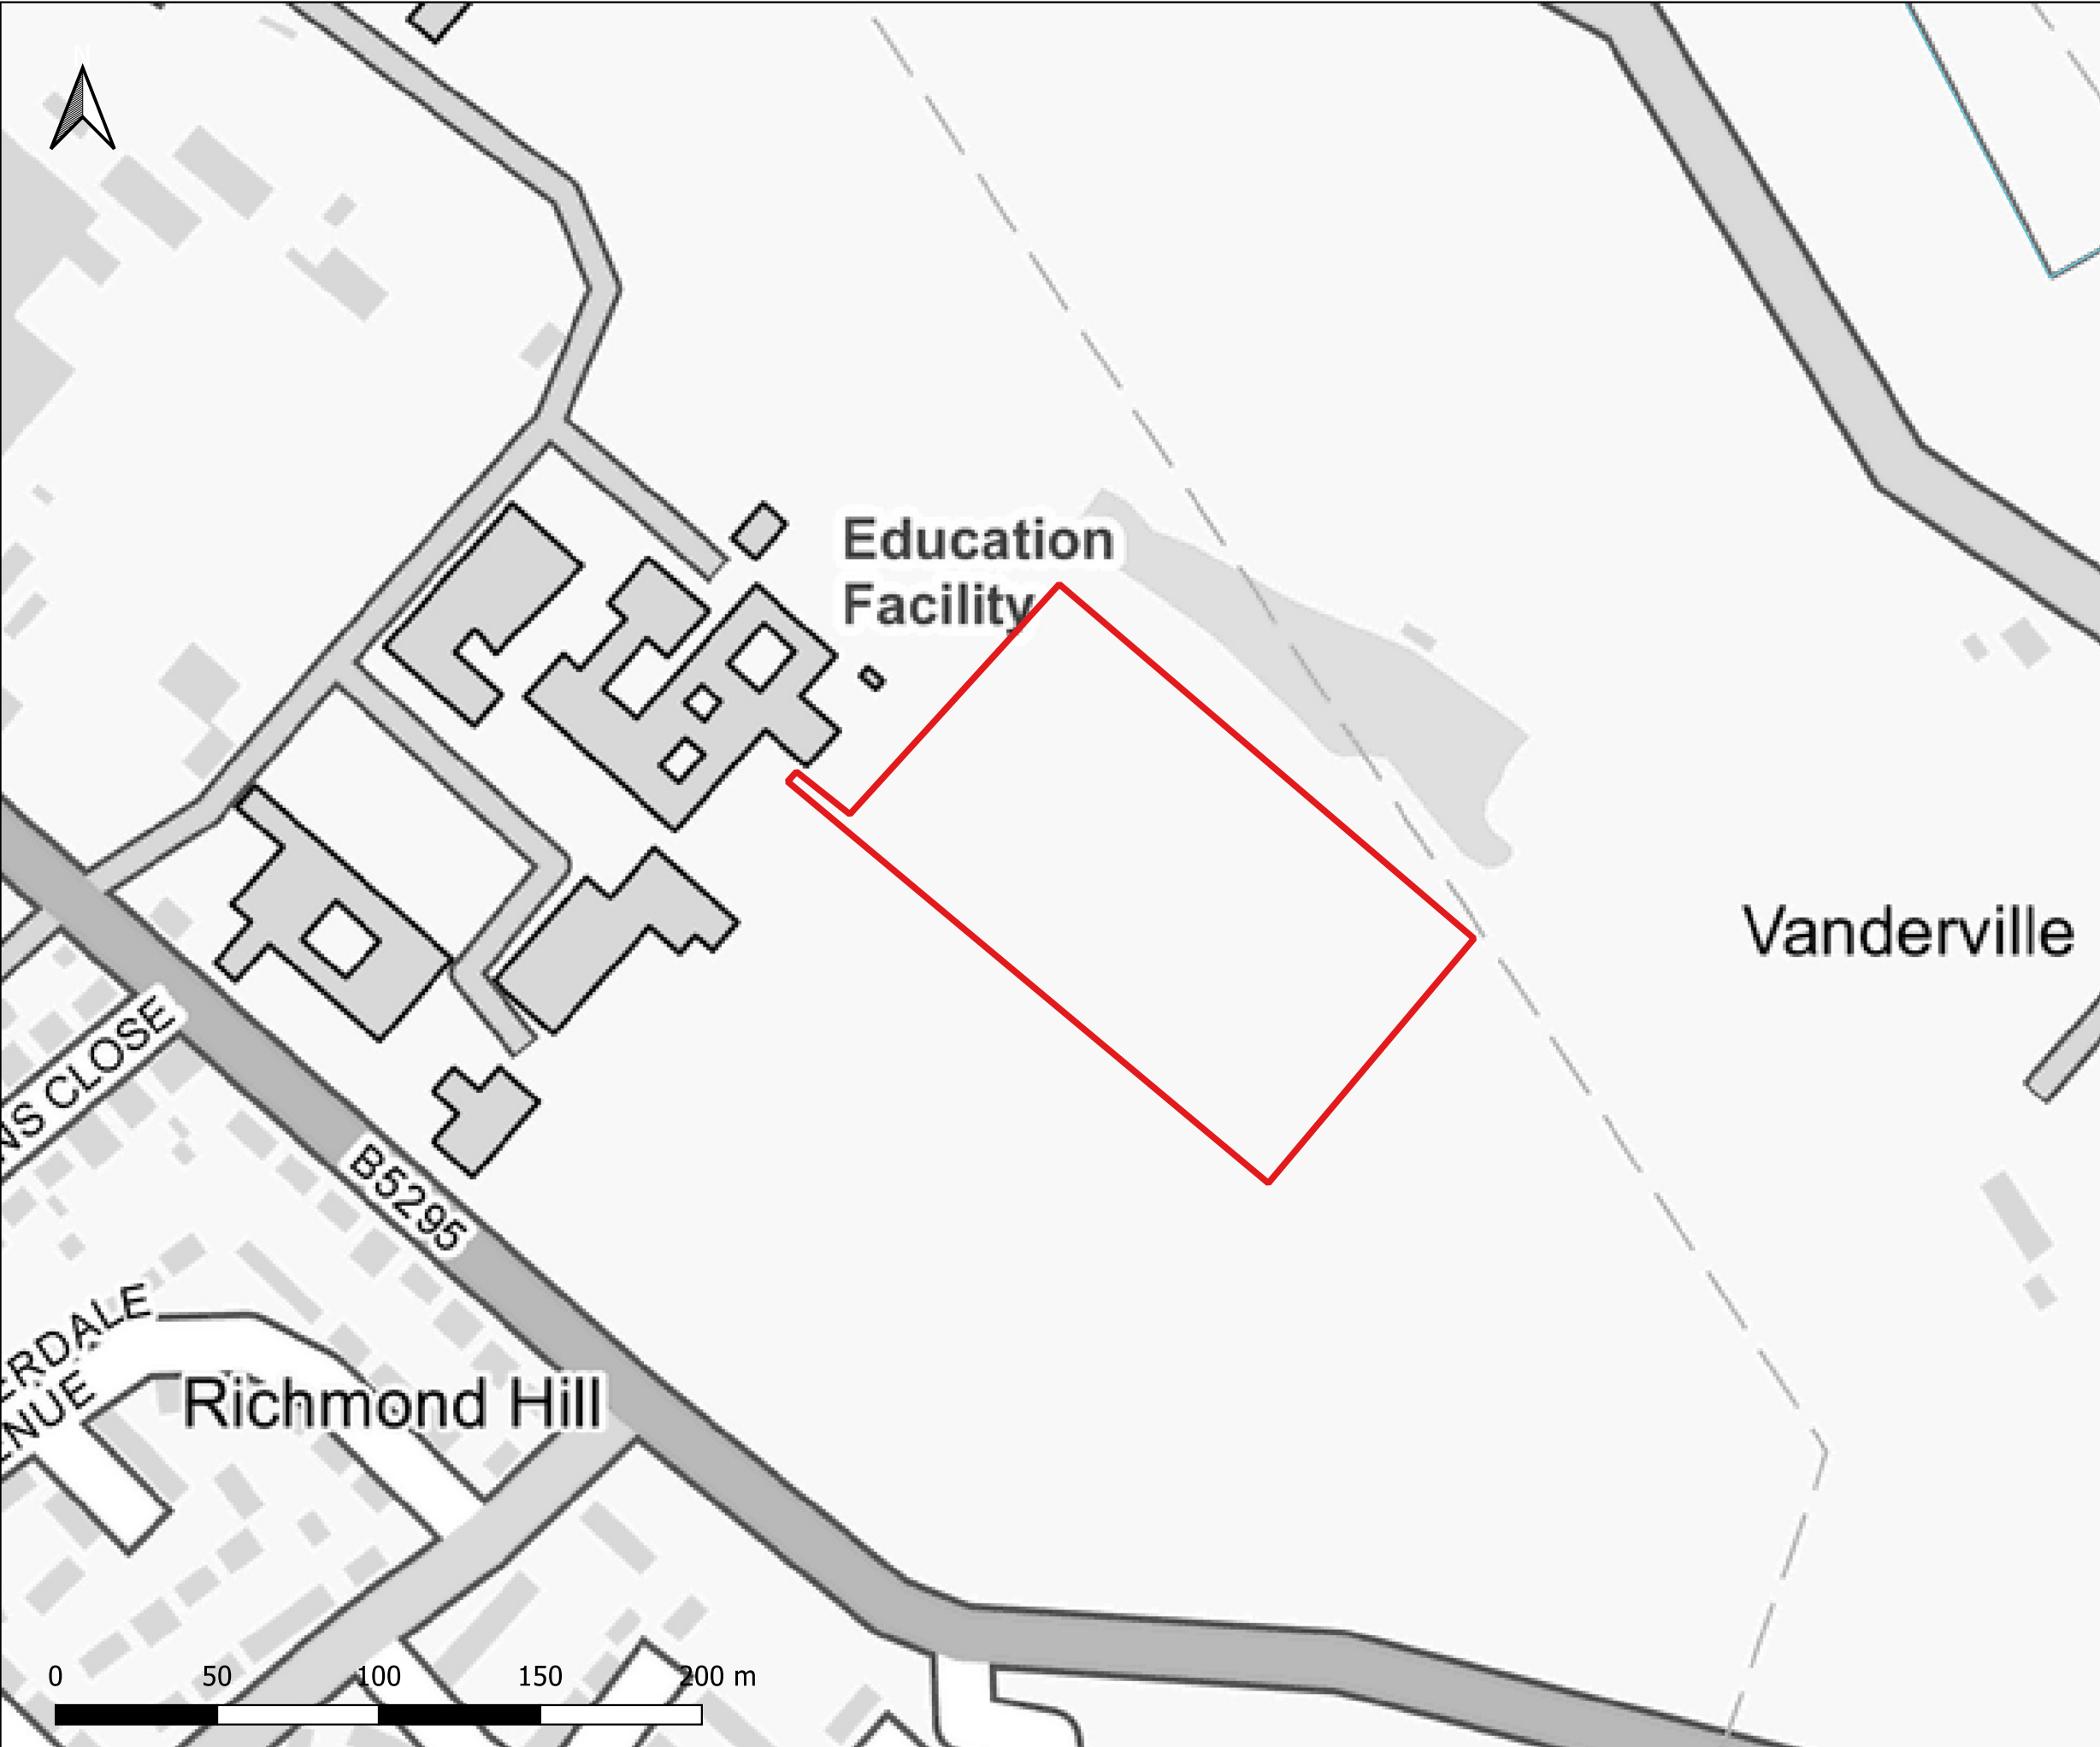 N
Education
Facility
Vanderville
NS CLOSE
B5295
ERDALE
ENUE
Richmond Hill
0 50 100 150 200 m